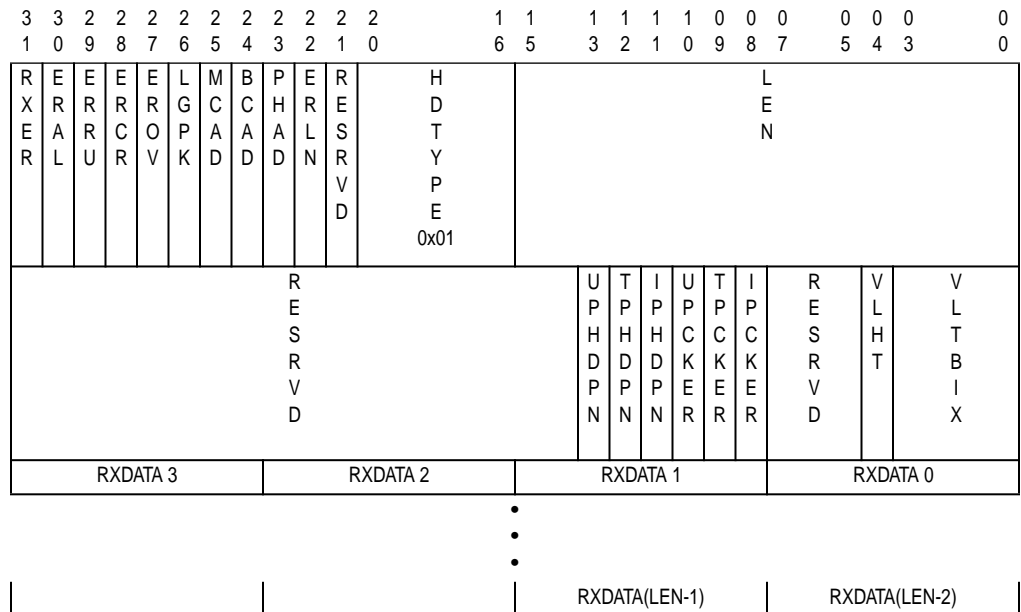 3 3 2 2 2 2 2 2 2 2 2 2 1 1 1 1 1 1 0 0 0 0 0 0 0
1 0 9 8 7 6 5 4 3 2 1 0 6 5 3 2 1 0 9 8 7 5 4 3 0
RXER
ERAL
ERRU
ERCR
EROV
LGPK
MCAD
BCAD
PHAD
ERLN
RESRVD
HDTYPE
0x01
LEN
RESRVD
UPHDPN
TPHDPN
IPHDPN
UPCKER
TPCKER
IPCKER
RESRVD
VLHT
VLTBIX
RXDATA 3
RXDATA 2
RXDATA 1
RXDATA 0
RXDATA(LEN-1)
RXDATA(LEN-2)